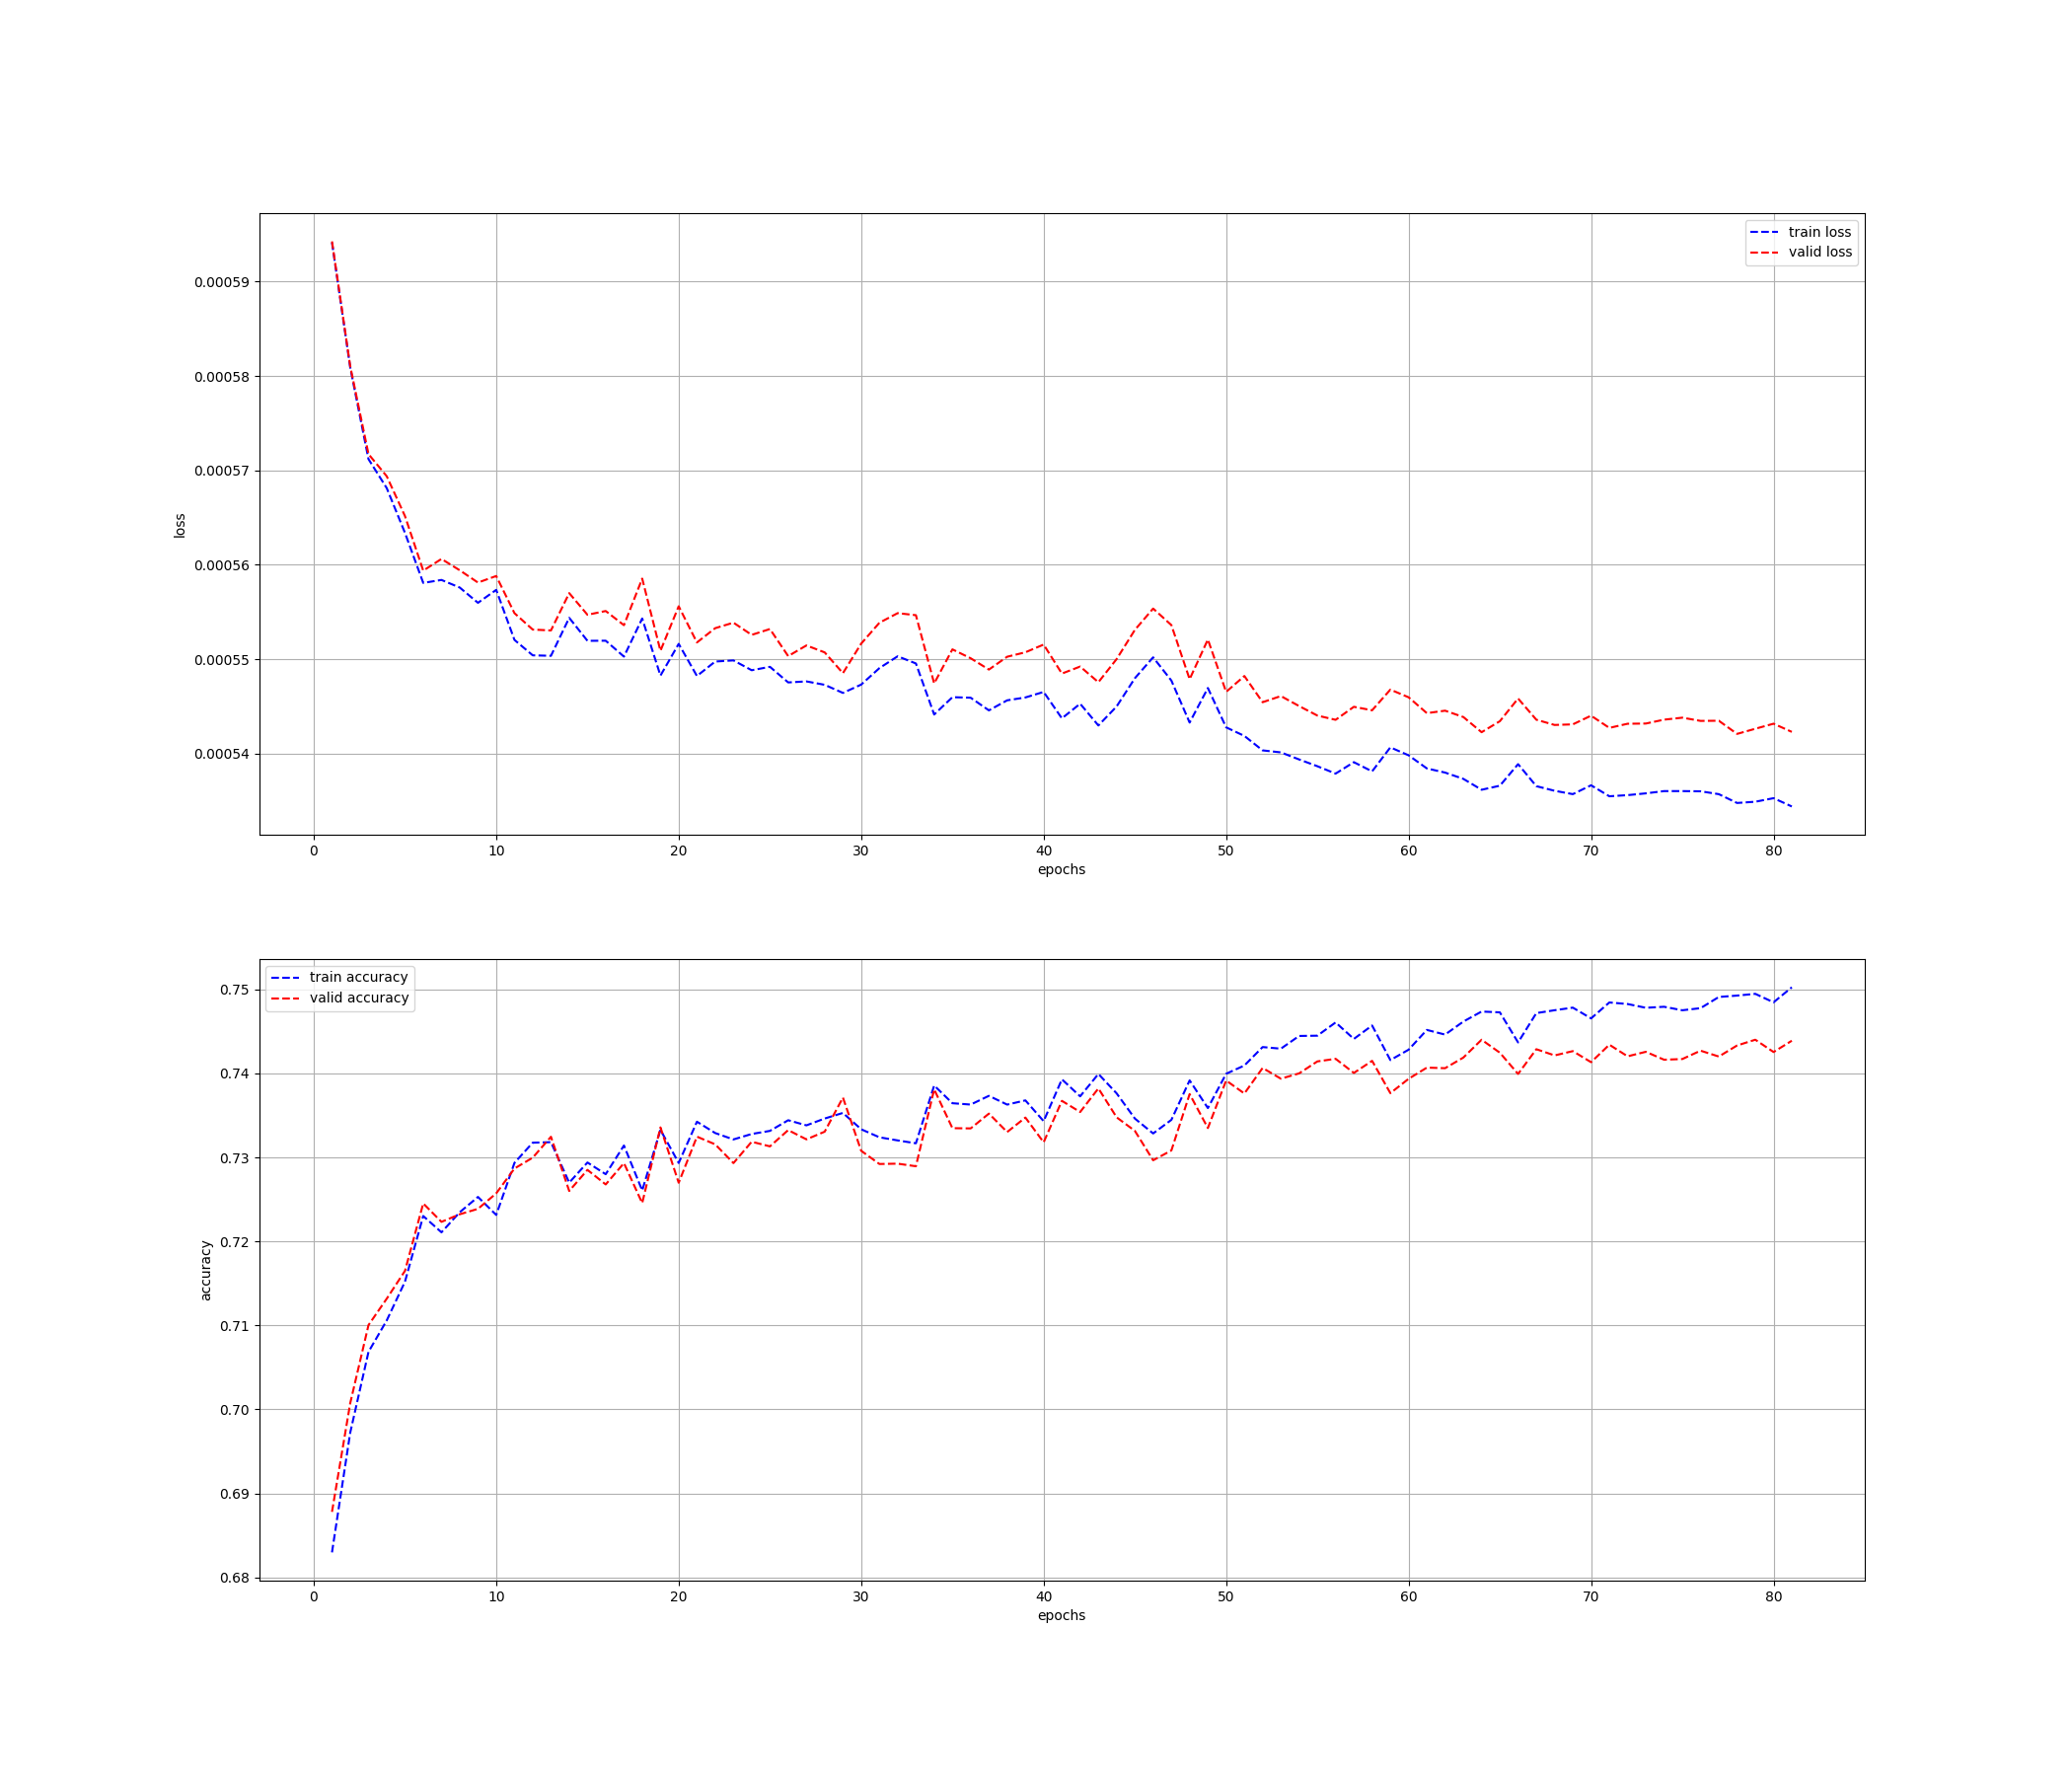 train loss
valid loss
0.00059
0.00058
0.00057
0.00056
0.00055
0.00054
loss
0 10 20 30 40 50 60 70 80
epochs
train accuracy
valid accuracy
0.75
0.74
0.73
0.72
0.71
0.70
0.69
0.68
accuracy
0 10 20 30 40 50 60 70 80
epochs